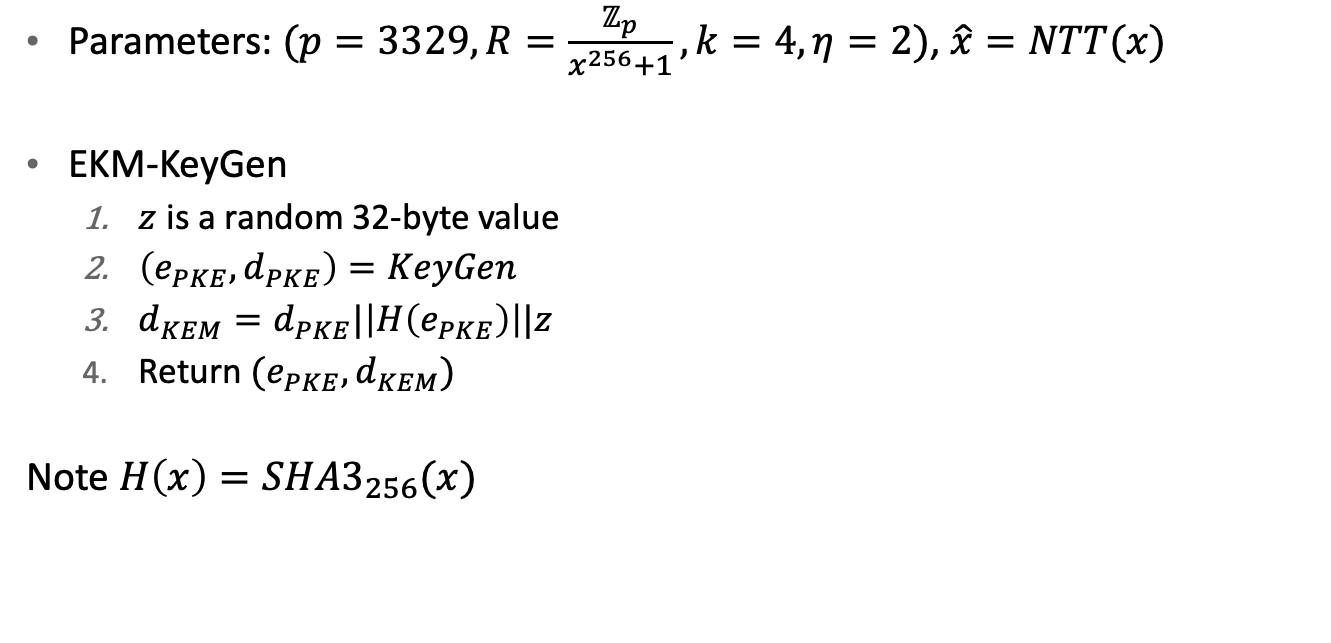 • Parameters: (p = 3329, R = ℤₚ/(x²⁵⁶+1), k = 4, η = 2), x̂ = NTT(x)
• EKM-KeyGen
1. z is a random 32-byte value
2. (e_PKE, d_PKE) = KeyGen
3. d_KEM = d_PKE||H(e_PKE)||z
4. Return (e_PKE, d_KEM)
Note H(x) = SHA3₂₅₆(x)